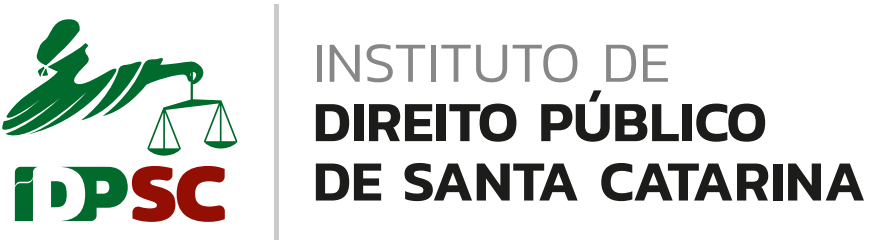 IDPSC
INSTITUTO DE
DIREITO PÚBLICO
DE SANTA CATARINA